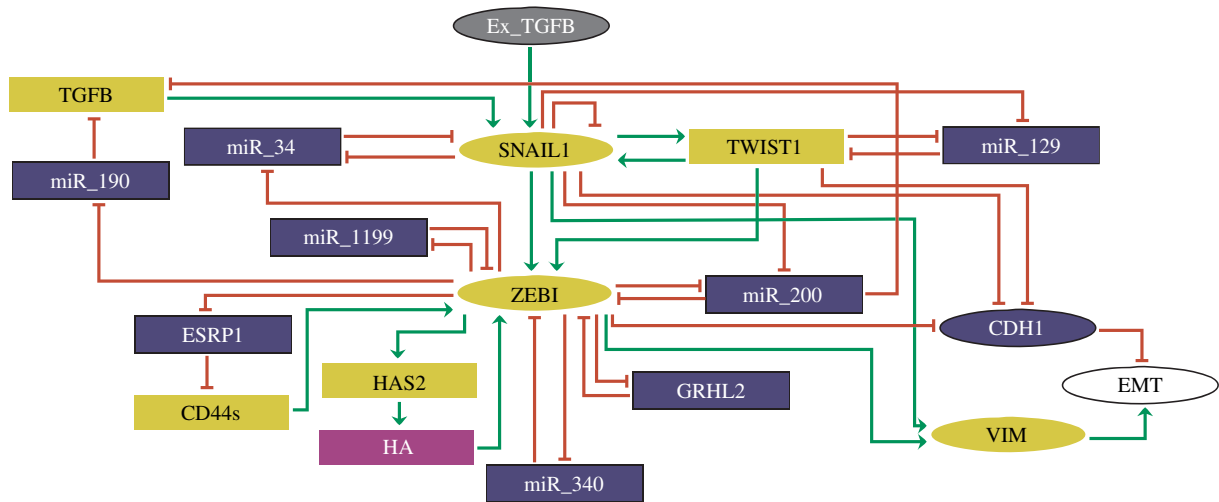 Ex_TGFB
TGFB
miR_34
SNAIL1
TWIST1
miR_129
miR_190
miR_1199
ZEBI
miR_200
ESRP1
CDH1
HAS2
GRHL2
EMT
CD44s
HA
VIM
miR_340